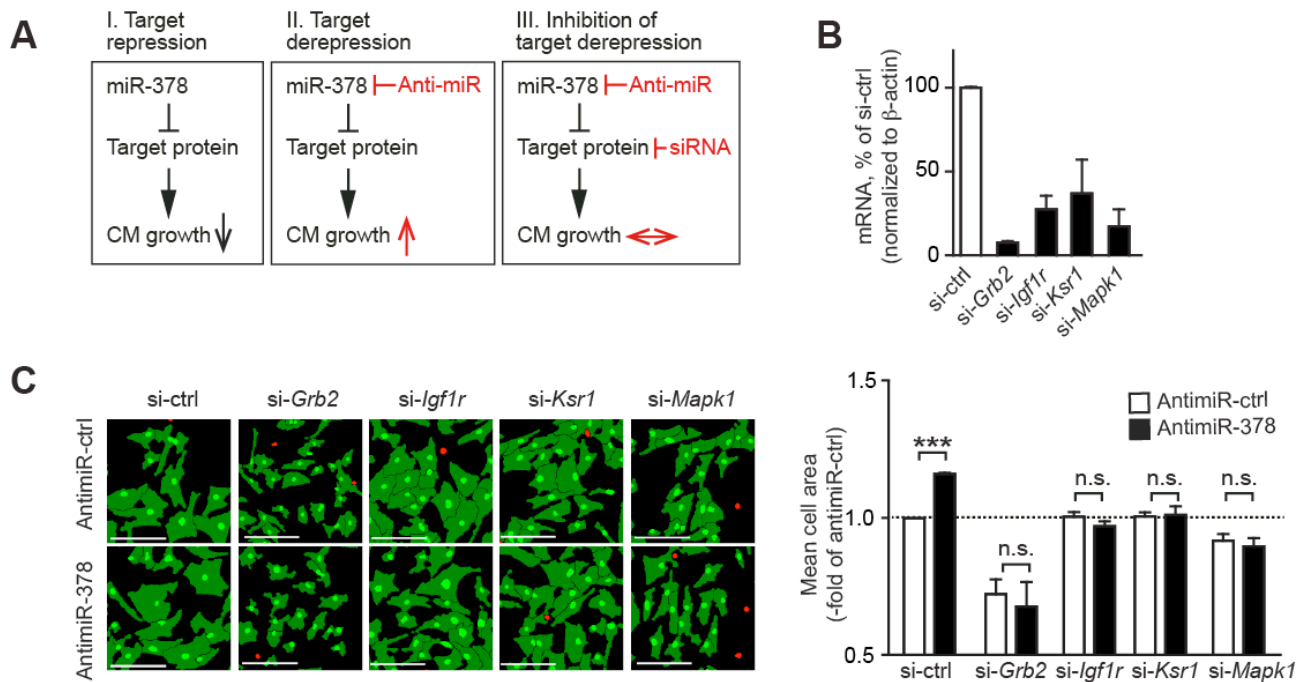 A
I. Target
repression
miR-378
Target protein
CM growth
II. Target
derepression
miR-378
Anti-miR
Target protein
CM growth
III. Inhibition of
target derepression
miR-378
Anti-miR
Target protein
siRNA
CM growth
B
mRNA, % of si-ctrl
(normalized to β-actin)
100
50
0
si-ctrl
si-Grb2
si-Igf1r
si-Ksr1
si-Mapk1
C
si-ctrl
si-Grb2
si-Igf1r
si-Ksr1
si-Mapk1
AntimiR-ctrl
AntimiR-378
Mean cell area
(-fold of antimiR-ctrl)
1.5
1.0
0.5
AntimiR-ctrl
AntimiR-378
***
n.s.
n.s.
n.s.
n.s.
si-ctrl
si-Grb2
si-Igf1r
si-Ksr1
si-Mapk1